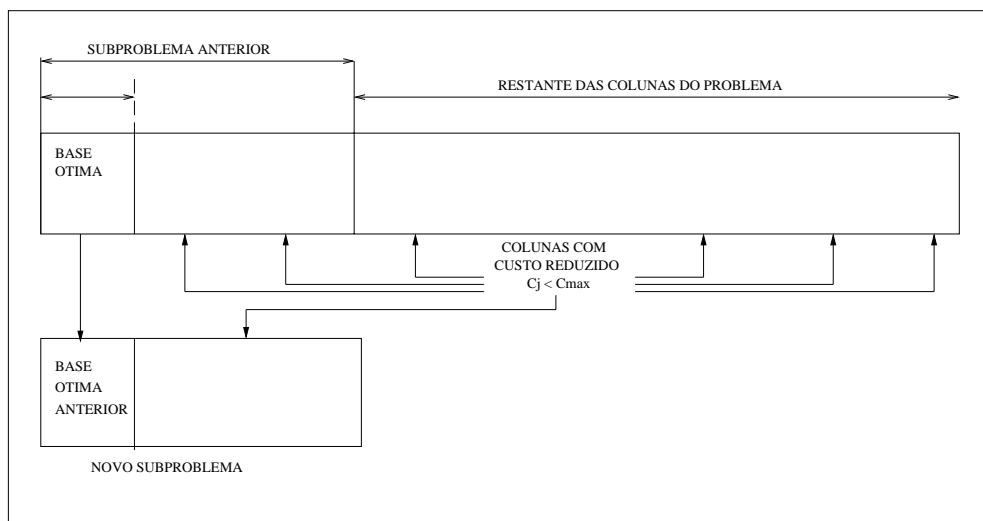 SUBPROBLEMA ANTERIOR
RESTANTE DAS COLUNAS DO PROBLEMA
BASE
OTIMA
COLUNAS COM
CUSTO REDUZIDO
Cj < Cmax
BASE
OTIMA
ANTERIOR
NOVO SUBPROBLEMA